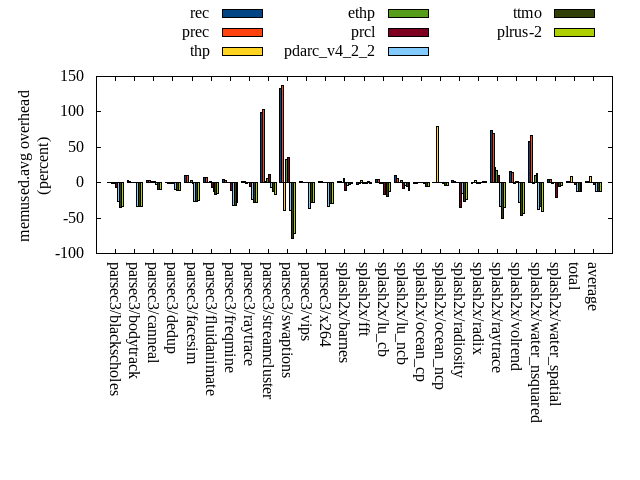 rec
prec
thp
ethp
prcl
pdarc_v4_2_2
ttmo
plrus-2
memused.avg overhead
(percent)
150
100
50
0
-50
-100
parsec3/blackscholes
parsec3/bodytrack
parsec3/canneal
parsec3/dedup
parsec3/facesim
parsec3/fluidanimate
parsec3/freqmine
parsec3/raytrace
parsec3/streamcluster
parsec3/swaptions
parsec3/vips
parsec3/x264
splash2x/barnes
splash2x/fft
splash2x/lu_cb
splash2x/lu_ncb
splash2x/ocean_cp
splash2x/ocean_ncp
splash2x/radiosity
splash2x/radix
splash2x/raytrace
splash2x/volrend
splash2x/water_nsquared
splash2x/water_spatial
total
average